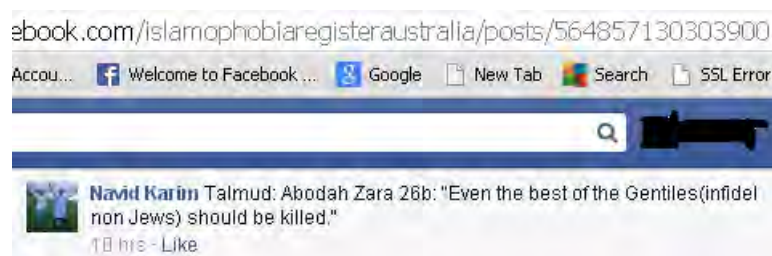 ebook.com/islamophobiaregisteraustralia/posts/564857130303900
Accou... Welcome to Facebook ... Google New Tab Search SSL Error
Navid Karim Talmud: Abodah Zara 26b: "Even the best of the Gentiles(infidel
non Jews) should be killed."
18 hrs · Like